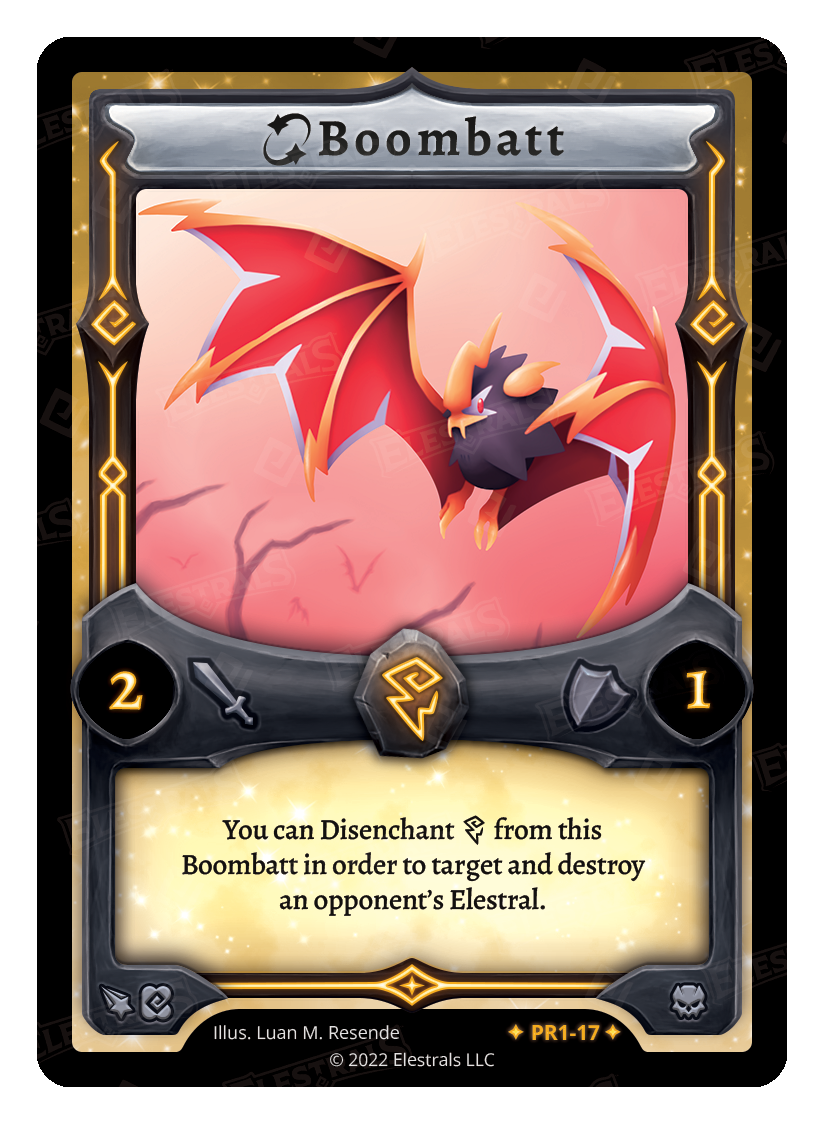 Boombatt
2
1
You can Disenchant from this
Boombatt in order to target and destroy
an opponent’s Elestral.
Illus. Luan M. Resende
✦ PR1-17 ✦
© 2022 Elestrals LLC
ELESTRALS